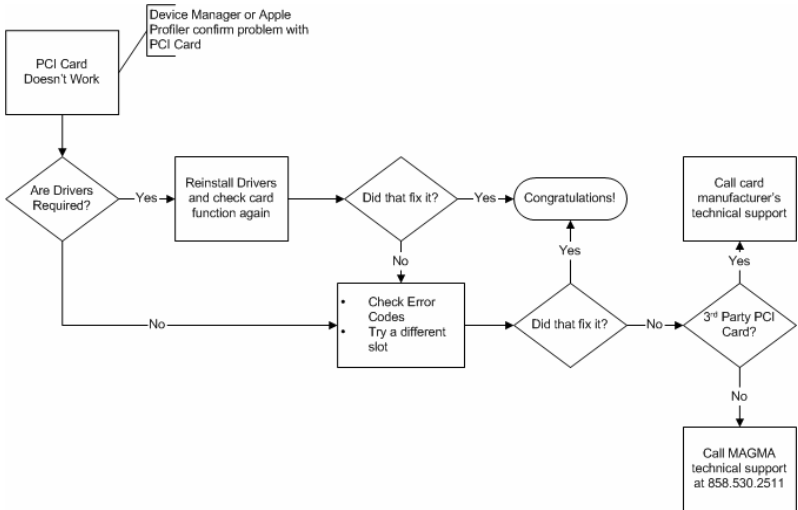 Device Manager or Apple
Profiler confirm problem with
PCI Card
PCI Card
Doesn't Work
Are Drivers
Required?
Yes
Reinstall Drivers
and check card
function again
Did that fix it?
Yes
Congratulations!
Call card
manufacturer's
technical support
No
Yes
Yes
No
• Check Error
Codes
• Try a different
slot
Did that fix it?
No
3rd Party PCI
Card?
No
Call MAGMA
technical support
at 858.530.2511